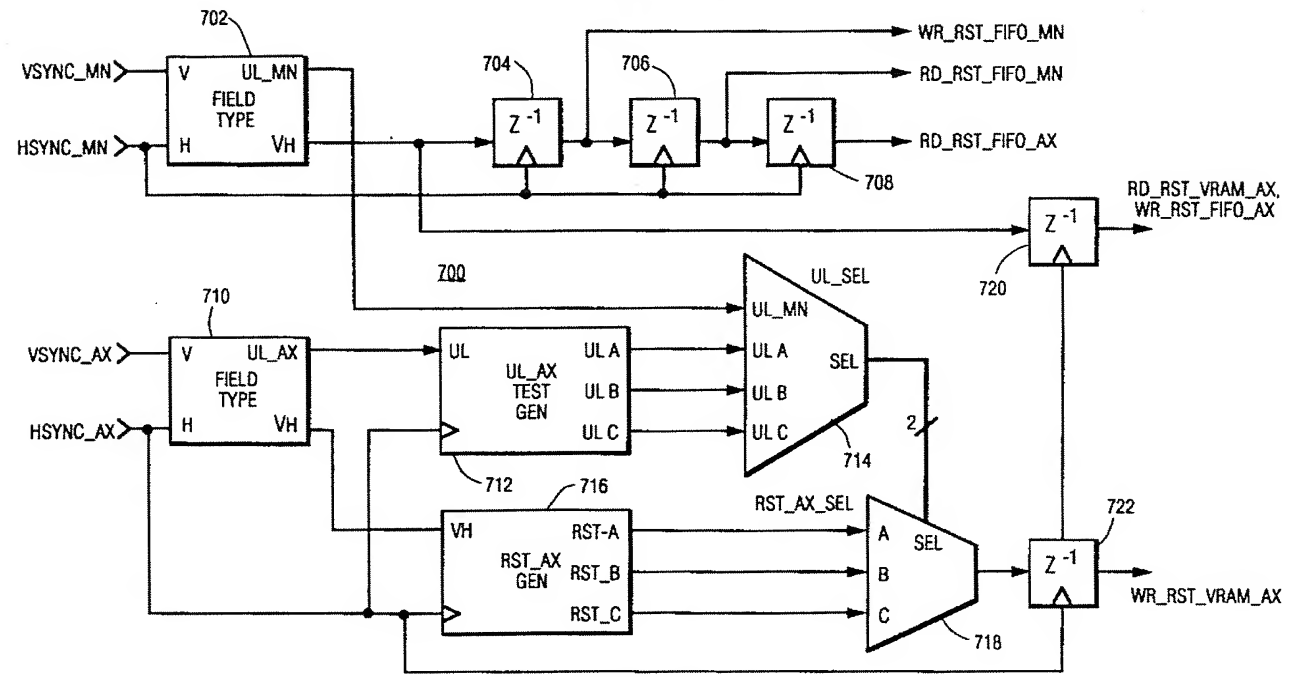 702
VSYNC_MN
V
UL_MN
FIELD
TYPE
HSYNC_MN
H
VH
704
Z -1
706
Z -1
Z -1
708
WR_RST_FIFO_MN
RD_RST_FIFO_MN
RD_RST_FIFO_AX
Z -1
720
RD_RST_VRAM_AX,
WR_RST_FIFO_AX
700
710
VSYNC_AX
V
UL_AX
FIELD
TYPE
HSYNC_AX
H
VH
UL
UL_AX
TEST
GEN
UL A
UL B
UL C
712
UL_SEL
UL_MN
UL A
UL B
UL C
SEL
714
2
716
VH
RST_AX
GEN
RST-A
RST_B
RST_C
RST_AX_SEL
A
B
C
SEL
718
722
Z -1
WR_RST_VRAM_AX